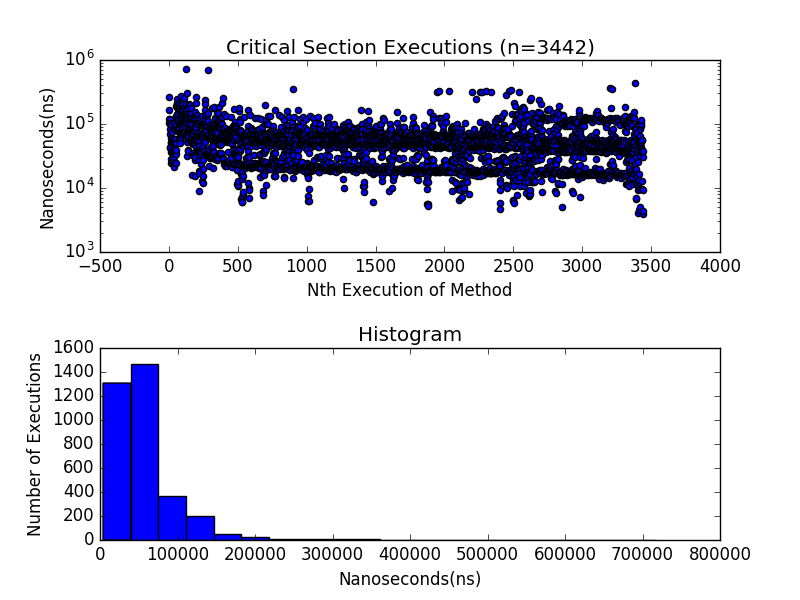 Critical Section Executions (n=3442)
10^6
10^5
10^4
10^3
Nanoseconds(ns)
−500 0 500 1000 1500 2000 2500 3000 3500 4000
Nth Execution of Method
Histogram
1600
1400
1200
1000
800
600
400
200
0
Number of Executions
0 100000 200000 300000 400000 500000 600000 700000 800000
Nanoseconds(ns)